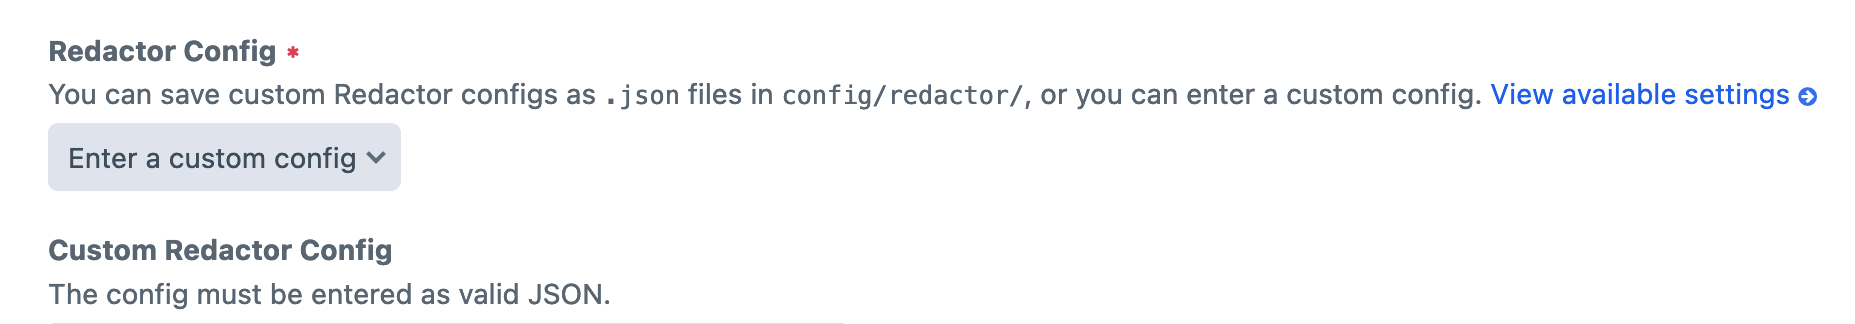 Redactor Config *
You can save custom Redactor configs as .json files in config/redactor/, or you can enter a custom config. View available settings
Enter a custom config
Custom Redactor Config
The config must be entered as valid JSON.